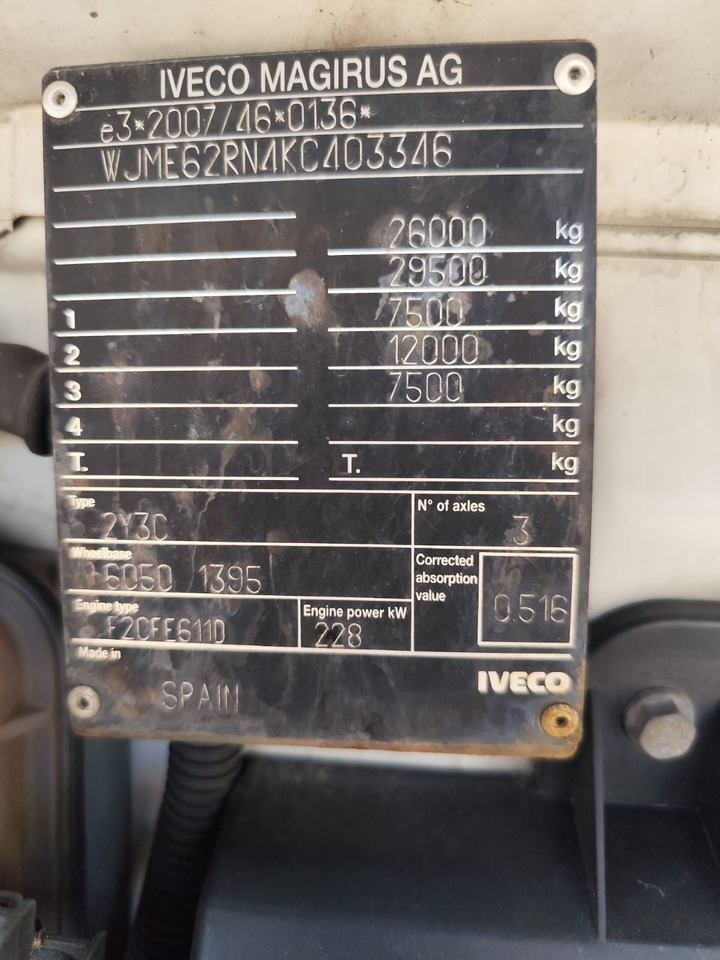 IVECO MAGIRUS AG
e3*2007/46*0136*
WJME62RN4KC403346
26000 kg
29500 kg
1 7500 kg
2 12000 kg
3 7500 kg
4 kg
T. T. kg
Type
2Y3C
N° of axles
3
Wheelbase
6050 1395
Corrected
absorption
value
0.516
Engine type
F2CFE611D
Engine power kW
228
Made in
SPAIN
IVECO